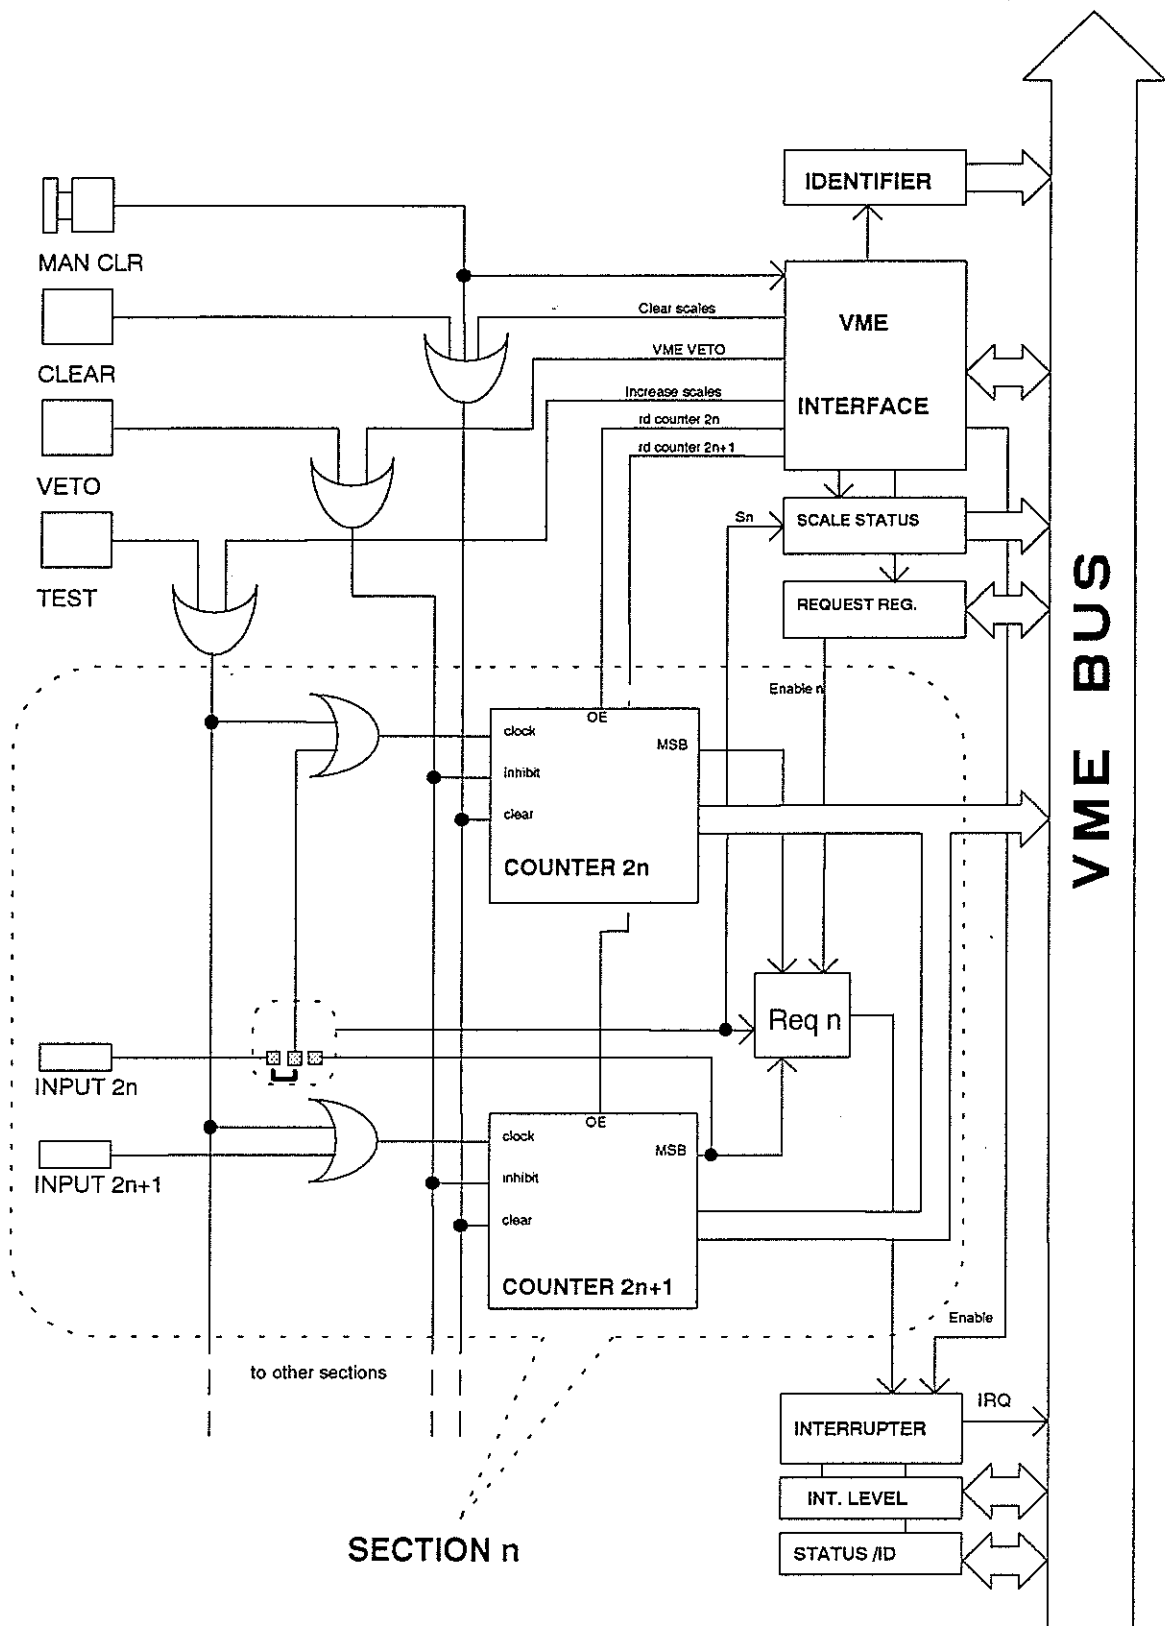 IDENTIFIER
MAN CLR
Clear scales
VME
INTERFACE
CLEAR
VME VETO
Increase scales
rd counter 2n
rd counter 2n+1
VETO
Sn
SCALE STATUS
TEST
REQUEST REG.
VME BUS
Enable n
OE
clock
MSB
inhibit
clear
COUNTER 2n
Req n
INPUT 2n
OE
clock
MSB
INPUT 2n+1
inhibit
clear
COUNTER 2n+1
Enable
to other sections
IRQ
INTERRUPTER
INT. LEVEL
SECTION n
STATUS /ID